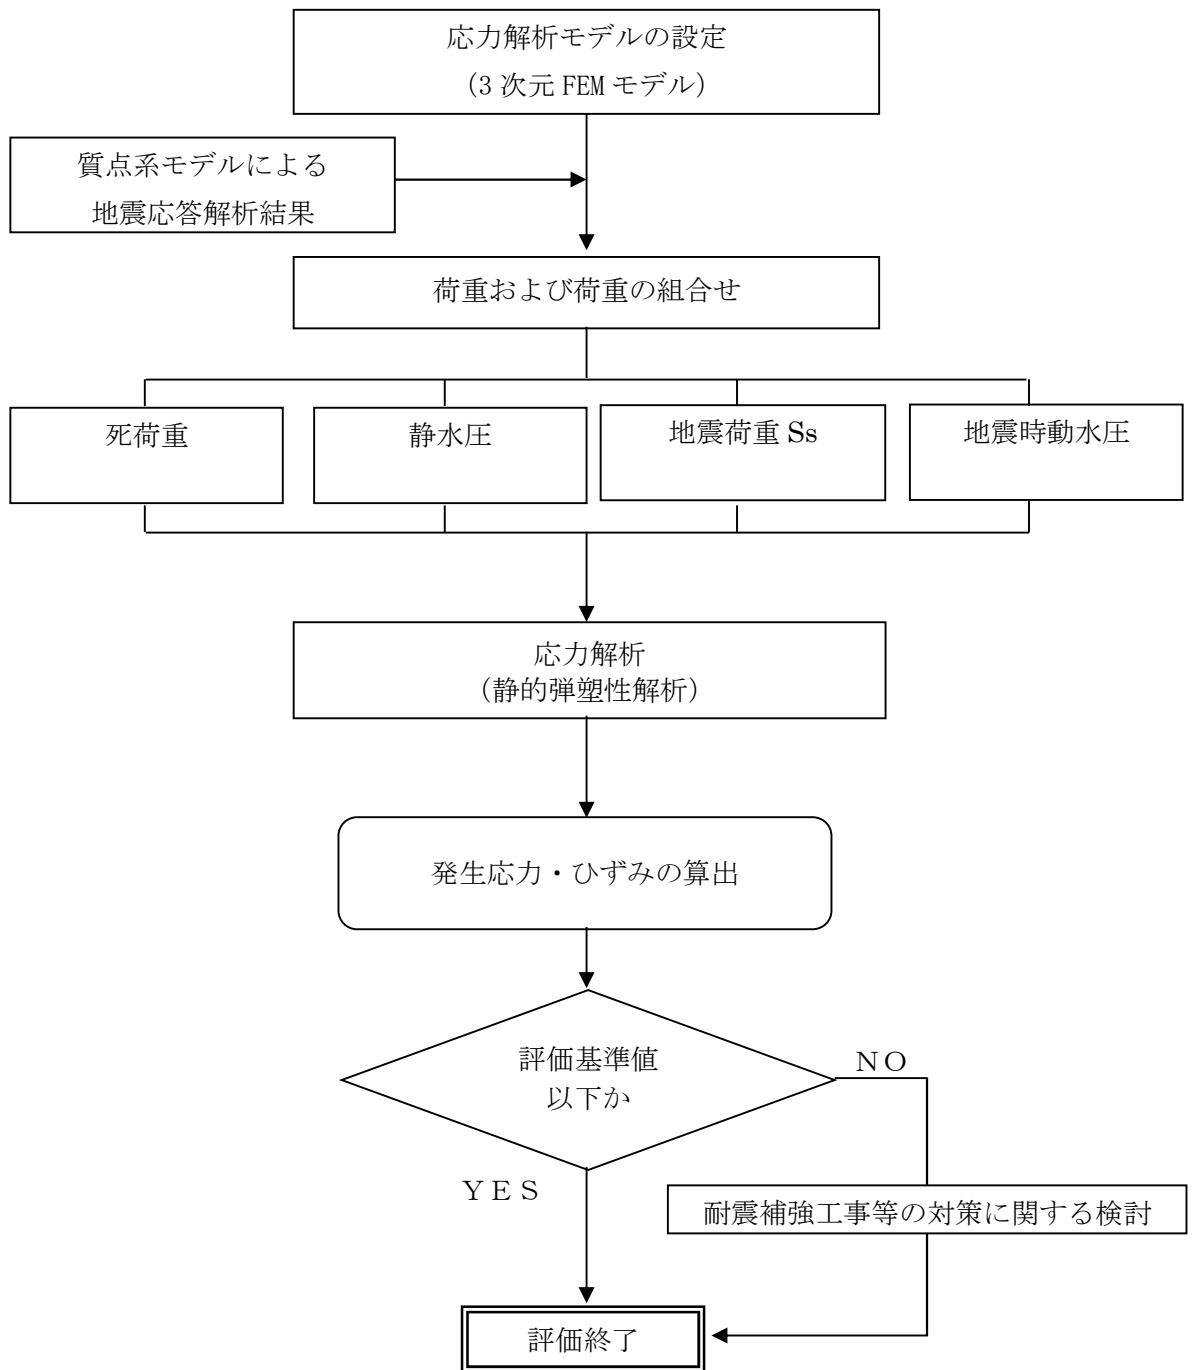 応力解析モデルの設定
(3 次元 FEM モデル)
質点系モデルによる
地震応答解析結果
荷重および荷重の組合せ
死荷重
静水圧
地震荷重 Ss
地震時動水圧
応力解析
(静的弾塑性解析)
発生応力・ひずみの算出
評価基準値
以下か
ＮＯ
ＹＥＳ
耐震補強工事等の対策に関する検討
評価終了